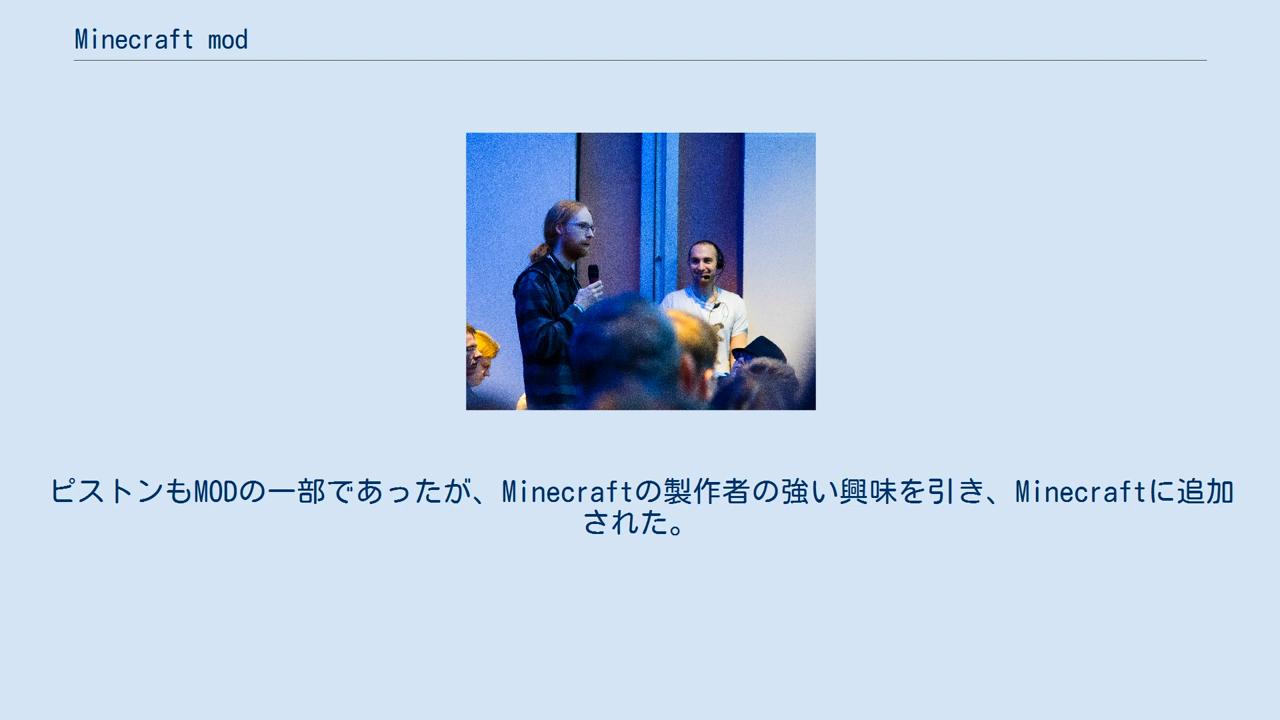 Minecraft mod
ピストンもMODの一部であったが、Minecraftの製作者の強い興味を引き、Minecraftに追加
された。